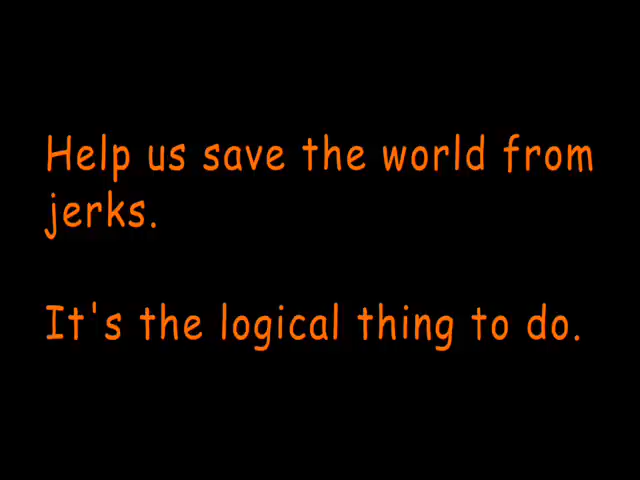 Help us save the world from
jerks.
It's the logical thing to do.